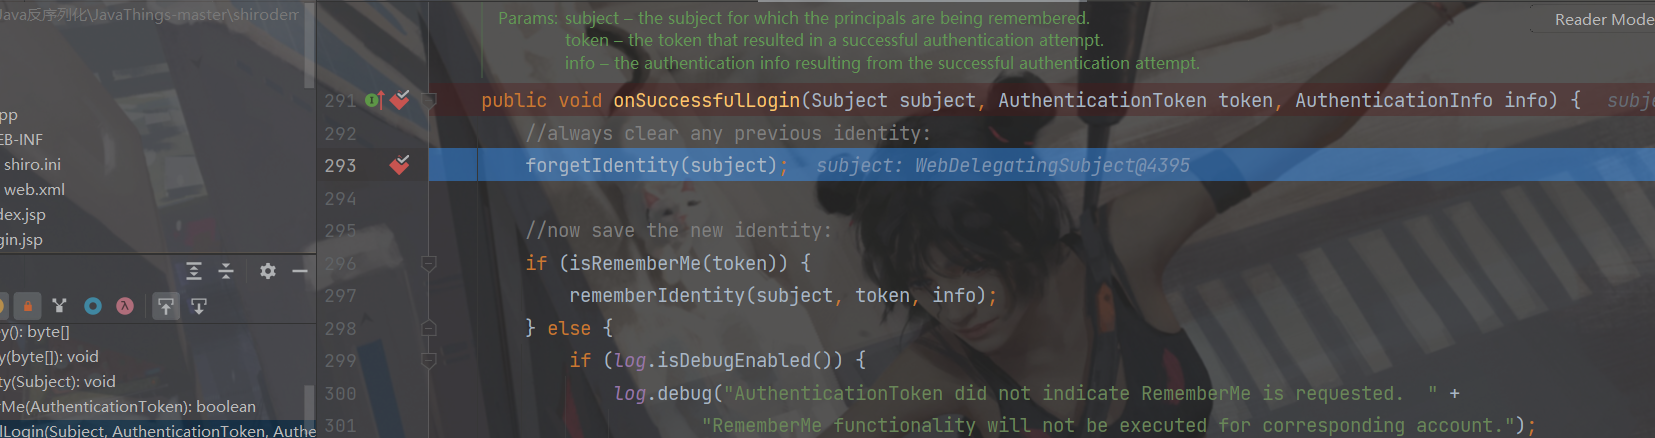 Java反序列化\JavaThings-master\shirodem
pp
EB-INF
shiro.ini
web.xml
dex.jsp
gin.jsp
ey(): byte[]
y(byte[]): void
ty(Subject): void
rMe(AuthenticationToken): boolean
lLogin(Subject, AuthenticationToken, Authe
Params: subject – the subject for which the principals are being remembered.
token – the token that resulted in a successful authentication attempt.
info – the authentication info resulting from the successful authentication attempt.
Reader Mode
291 public void onSuccessfulLogin(Subject subject, AuthenticationToken token, AuthenticationInfo info) { subje
292 //always clear any previous identity:
293 forgetIdentity(subject); subject: WebDelegatingSubject@4395
294
295 //now save the new identity:
296 if (isRememberMe(token)) {
297 rememberIdentity(subject, token, info);
298 } else {
299 if (log.isDebugEnabled()) {
300 log.debug("AuthenticationToken did not indicate RememberMe is requested.  " +
301 "RememberMe functionality will not be executed for corresponding account.");